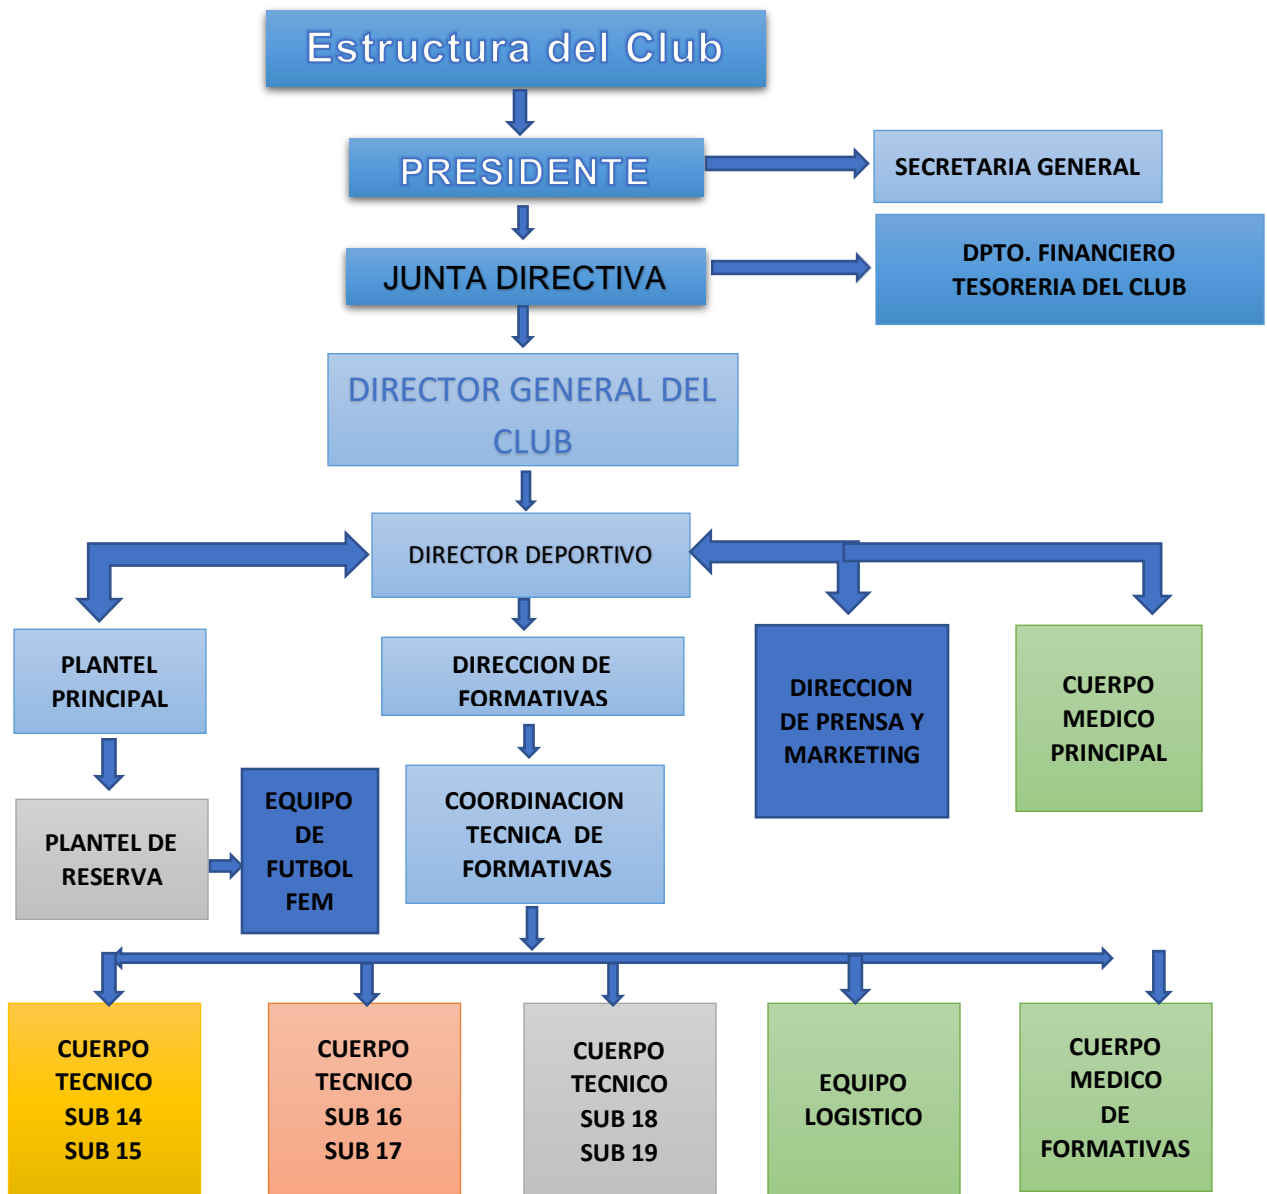 Estructura del Club
PRESIDENTE
SECRETARIA GENERAL
JUNTA DIRECTIVA
DPTO. FINANCIERO
TESORERIA DEL CLUB
DIRECTOR GENERAL DEL
CLUB
DIRECTOR DEPORTIVO
PLANTEL
PRINCIPAL
DIRECCION DE
FORMATIVAS
DIRECCION
DE PRENSA Y
MARKETING
CUERPO
MEDICO
PRINCIPAL
PLANTEL DE
RESERVA
EQUIPO
DE
FUTBOL
FEM
COORDINACION
TECNICA DE
FORMATIVAS
CUERPO
TECNICO
SUB 14
SUB 15
CUERPO
TECNICO
SUB 16
SUB 17
CUERPO
TECNICO
SUB 18
SUB 19
EQUIPO
LOGISTICO
CUERPO
MEDICO
DE
FORMATIVAS